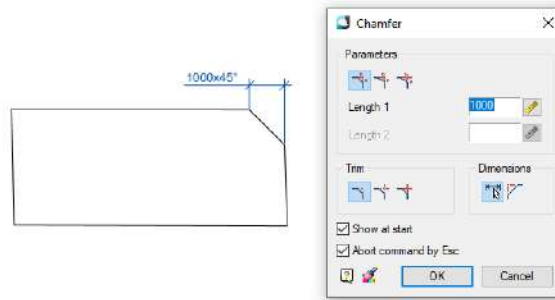 1000x45°
Chamfer
Parameters
Length 1
1000
Length 2
Trim
Dimensions
Show at start
Abort command by Esc
OK
Cancel